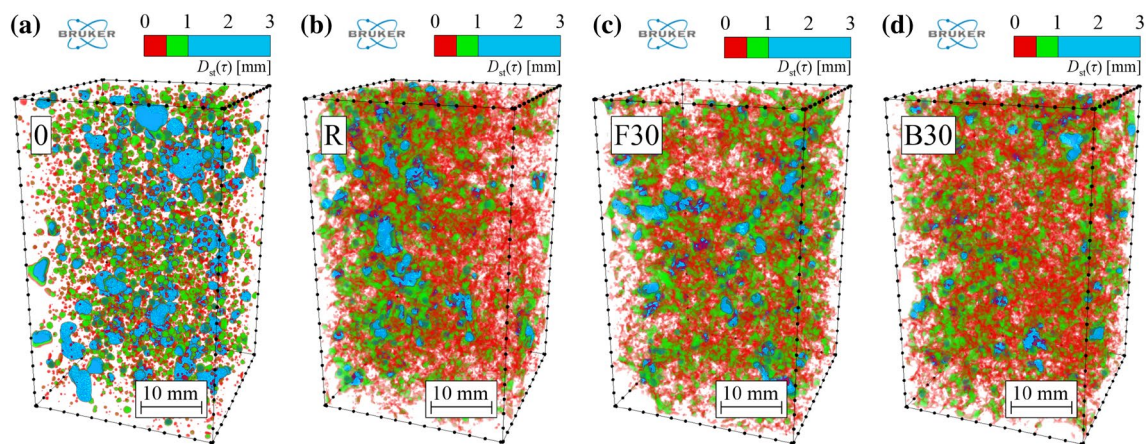 (a) BRUKER 0 1 2 3
D_st(τ) [mm]
0
10 mm
(b) BRUKER 0 1 2 3
D_st(τ) [mm]
R
10 mm
(c) BRUKER 0 1 2 3
D_st(τ) [mm]
F30
10 mm
(d) BRUKER 0 1 2 3
D_st(τ) [mm]
B30
10 mm